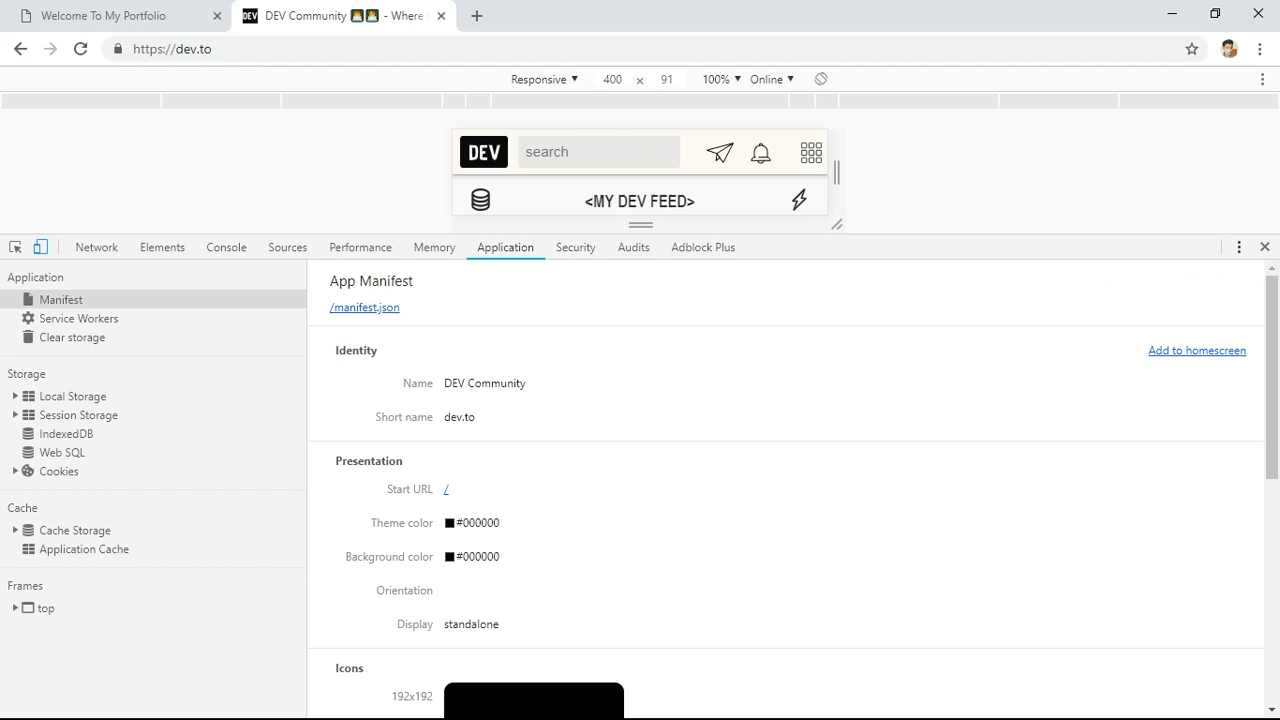 Welcome To My Portfolio
DEV DEV Community - Where
https://dev.to
Responsive 400 × 91 100% Online
DEV search
<MY DEV FEED>
Network Elements Console Sources Performance Memory Application Security Audits Adblock Plus
Application
Manifest
Service Workers
Clear storage
Storage
Local Storage
Session Storage
IndexedDB
Web SQL
Cookies
Cache
Cache Storage
Application Cache
Frames
top
App Manifest
/manifest.json
Identity Add to homescreen
Name DEV Community
Short name dev.to
Presentation
Start URL /
Theme color #000000
Background color #000000
Orientation
Display standalone
Icons
192x192